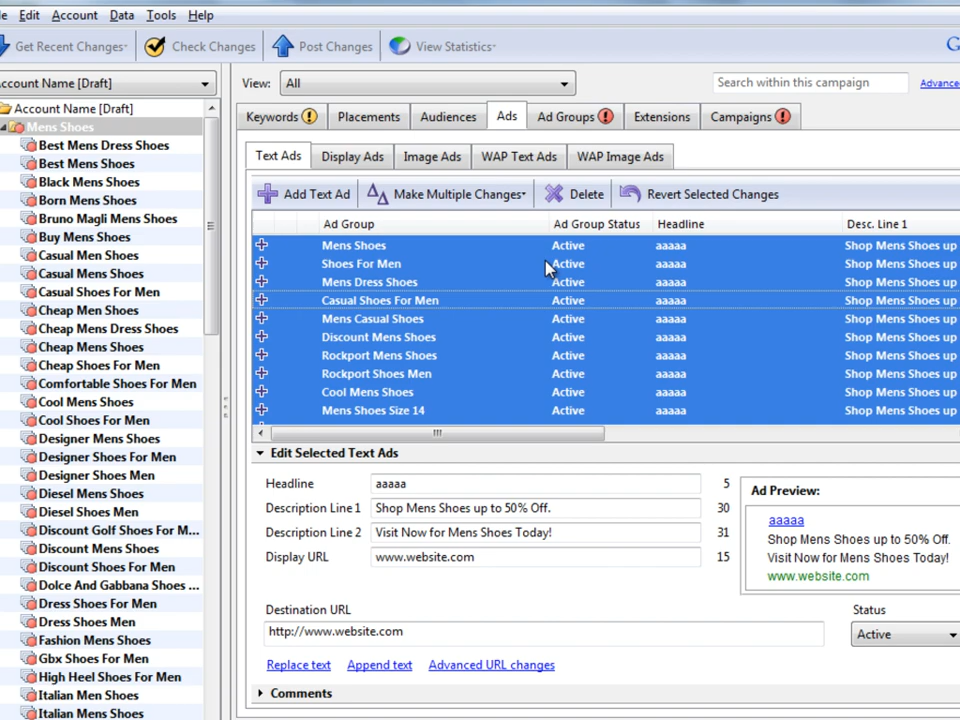 Edit Account Data Tools Help
Get Recent Changes Check Changes Post Changes View Statistics
Account Name [Draft] View: All Search within this campaign Advance
Account Name [Draft]
Mens Shoes
Best Mens Dress Shoes
Best Mens Shoes
Black Mens Shoes
Born Mens Shoes
Bruno Magli Mens Shoes
Buy Mens Shoes
Casual Men Shoes
Casual Mens Shoes
Casual Shoes For Men
Cheap Men Shoes
Cheap Mens Dress Shoes
Cheap Mens Shoes
Cheap Shoes For Men
Comfortable Shoes For Men
Cool Mens Shoes
Cool Shoes For Men
Designer Mens Shoes
Designer Shoes For Men
Designer Shoes Men
Diesel Mens Shoes
Diesel Shoes Men
Discount Golf Shoes For M...
Discount Mens Shoes
Discount Shoes For Men
Dolce And Gabbana Shoes ...
Dress Shoes For Men
Dress Shoes Men
Fashion Mens Shoes
Gbx Shoes For Men
High Heel Shoes For Men
Italian Men Shoes
Italian Mens Shoes
Keywords Placements Audiences Ads Ad Groups Extensions Campaigns
Text Ads Display Ads Image Ads WAP Text Ads WAP Image Ads
Add Text Ad Make Multiple Changes Delete Revert Selected Changes
Ad Group Ad Group Status Headline Desc. Line 1
Mens Shoes Active aaaaa Shop Mens Shoes up
Shoes For Men Active aaaaa Shop Mens Shoes up
Mens Dress Shoes Active aaaaa Shop Mens Shoes up
Casual Shoes For Men Active aaaaa Shop Mens Shoes up
Mens Casual Shoes Active aaaaa Shop Mens Shoes up
Discount Mens Shoes Active aaaaa Shop Mens Shoes up
Rockport Mens Shoes Active aaaaa Shop Mens Shoes up
Rockport Shoes Men Active aaaaa Shop Mens Shoes up
Cool Mens Shoes Active aaaaa Shop Mens Shoes up
Mens Shoes Size 14 Active aaaaa Shop Mens Shoes up
Edit Selected Text Ads
Headline aaaaa 5
Description Line 1 Shop Mens Shoes up to 50% Off. 30
Description Line 2 Visit Now for Mens Shoes Today! 31
Display URL www.website.com 15
Ad Preview:
aaaaa
Shop Mens Shoes up to 50% Off.
Visit Now for Mens Shoes Today!
www.website.com
Destination URL
http://www.website.com
Status
Active
Replace text Append text Advanced URL changes
Comments